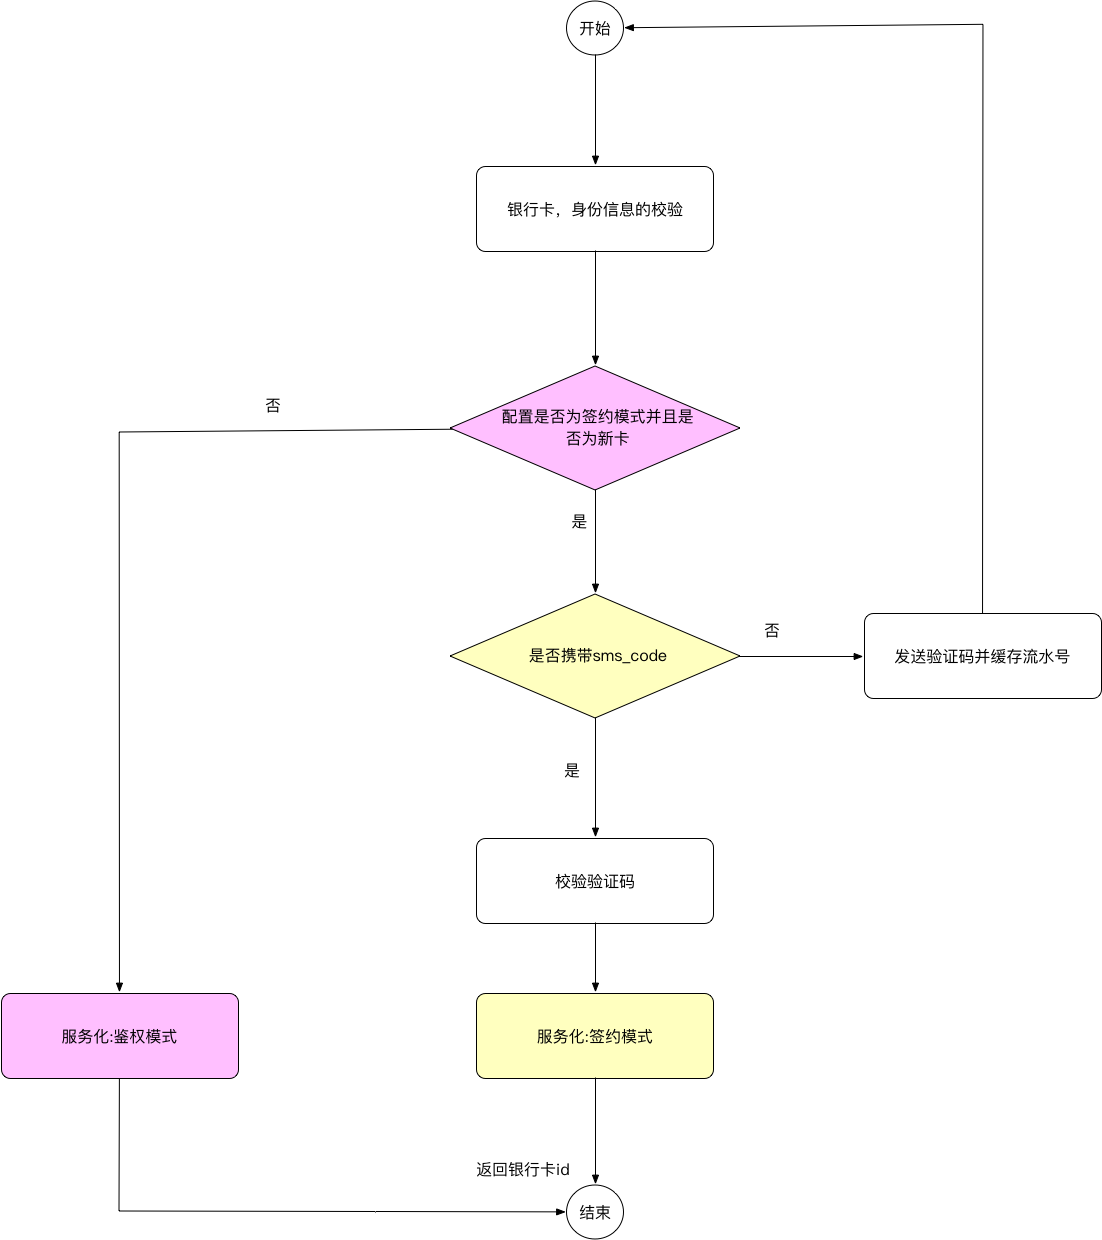 开始
银行卡，身份信息的校验
否
配置是否为签约模式并且是
否为新卡
是
是否携带sms_code
否
发送验证码并缓存流水号
是
校验验证码
服务化:鉴权模式
服务化:签约模式
返回银行卡id
结束